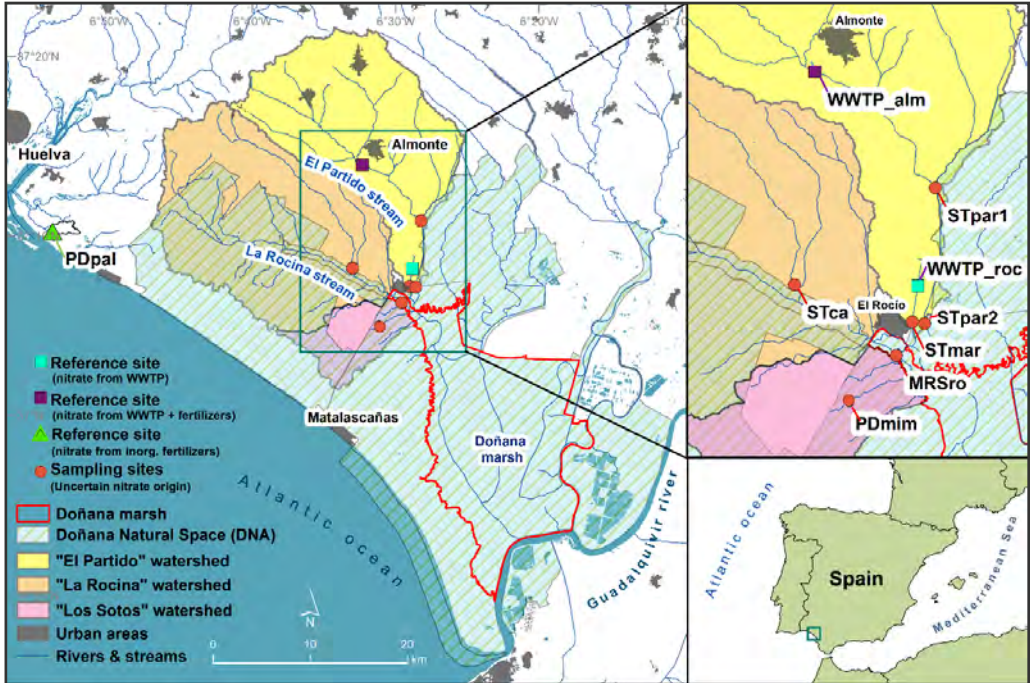 6°50'W
6°40'W
6°30'W
6°20'W
37°20'
Huelva
Almonte
El Partido stream
La Rocina stream
PDpal
Matalascañas
Doñana
marsh
Atlantic ocean
Guadalquivir river
Reference site
(nitrate from WWTP)
Reference site
(nitrate from WWTP + fertilizers)
Reference site
(nitrate from inorg. fertilizers)
Sampling sites
(Uncertain nitrate origin)
Doñana marsh
Doñana Natural Space (DNA)
"El Partido" watershed
"La Rocina" watershed
"Los Sotos" watershed
Urban areas
Rivers & streams
N
0 10 20 km
Almonte
WWTP_alm
STpar1
WWTP_roc
STca
El Rocío
STpar2
STmar
MRSro
PDmim
Atlantic ocean
Spain
Mediterranean Sea